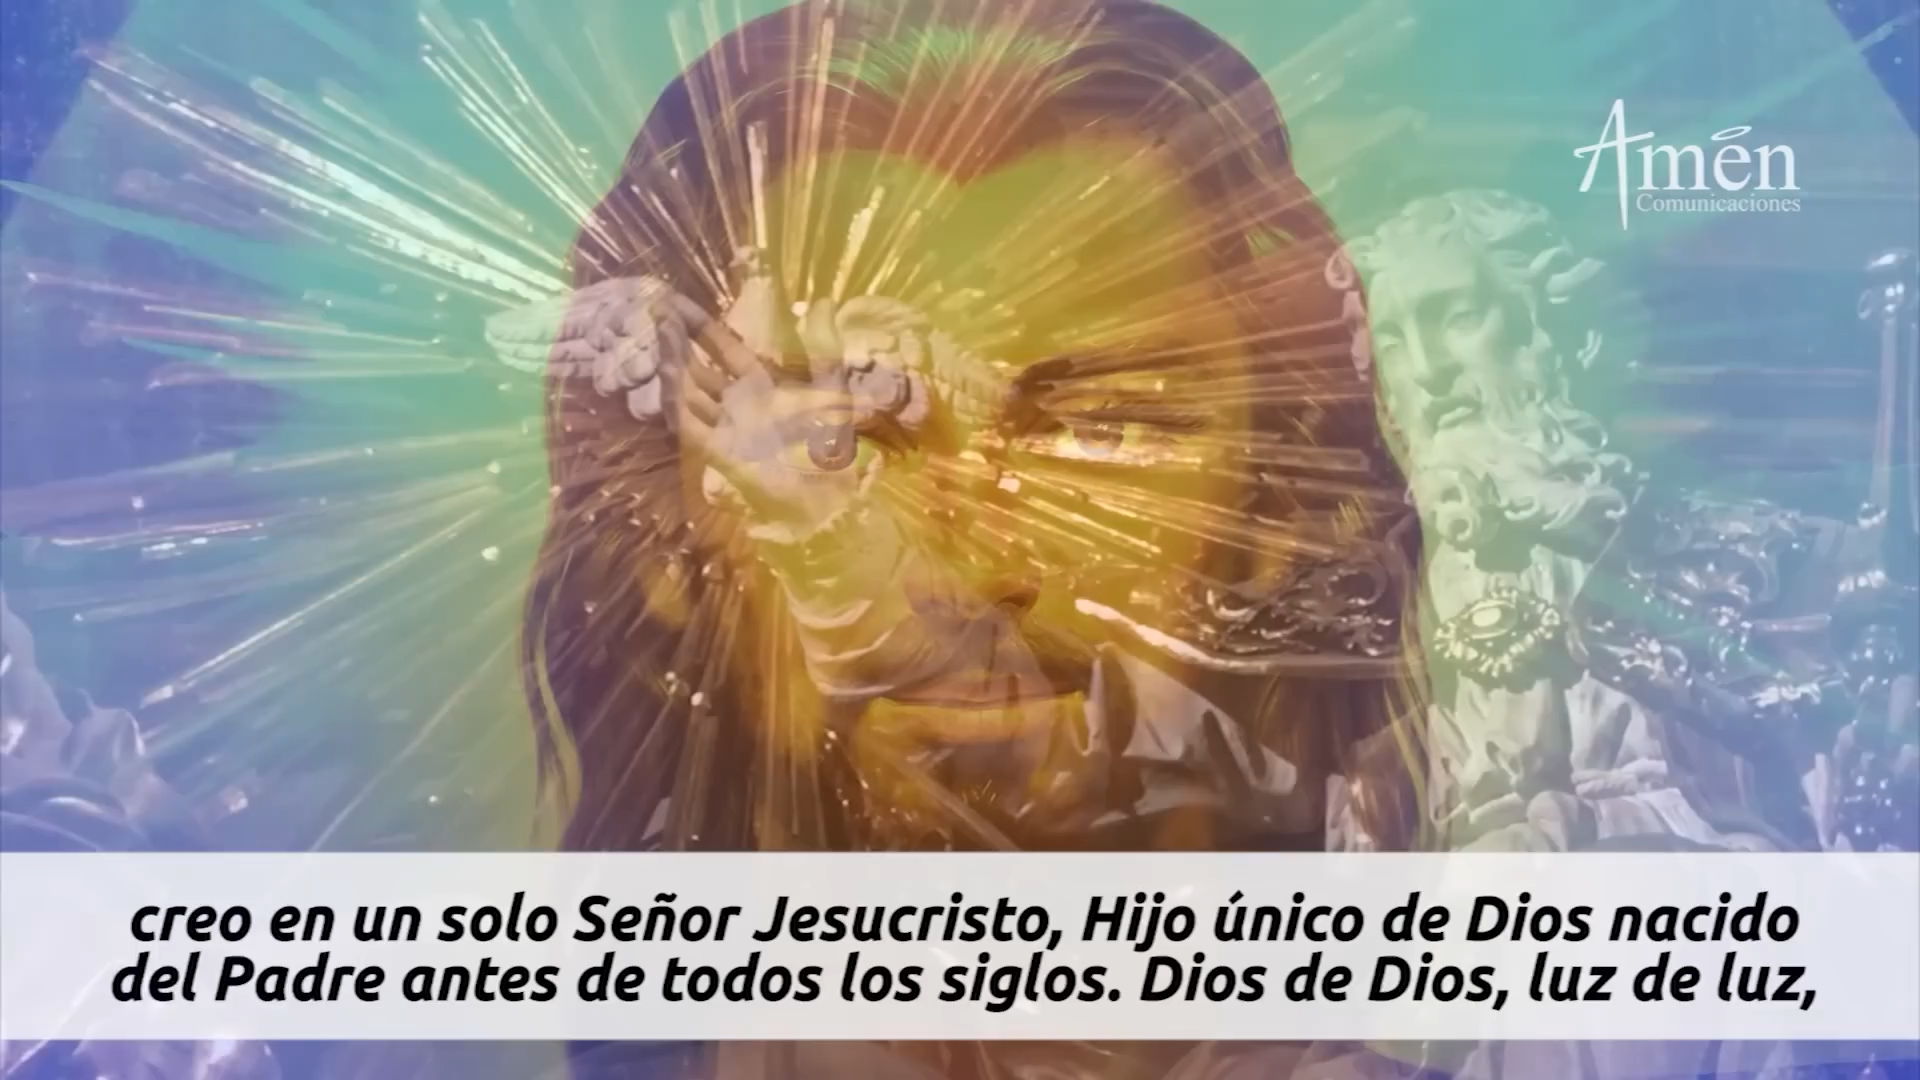 Amén
Comunicaciones
creo en un solo Señor Jesucristo, Hijo único de Dios nacido
del Padre antes de todos los siglos. Dios de Dios, luz de luz,